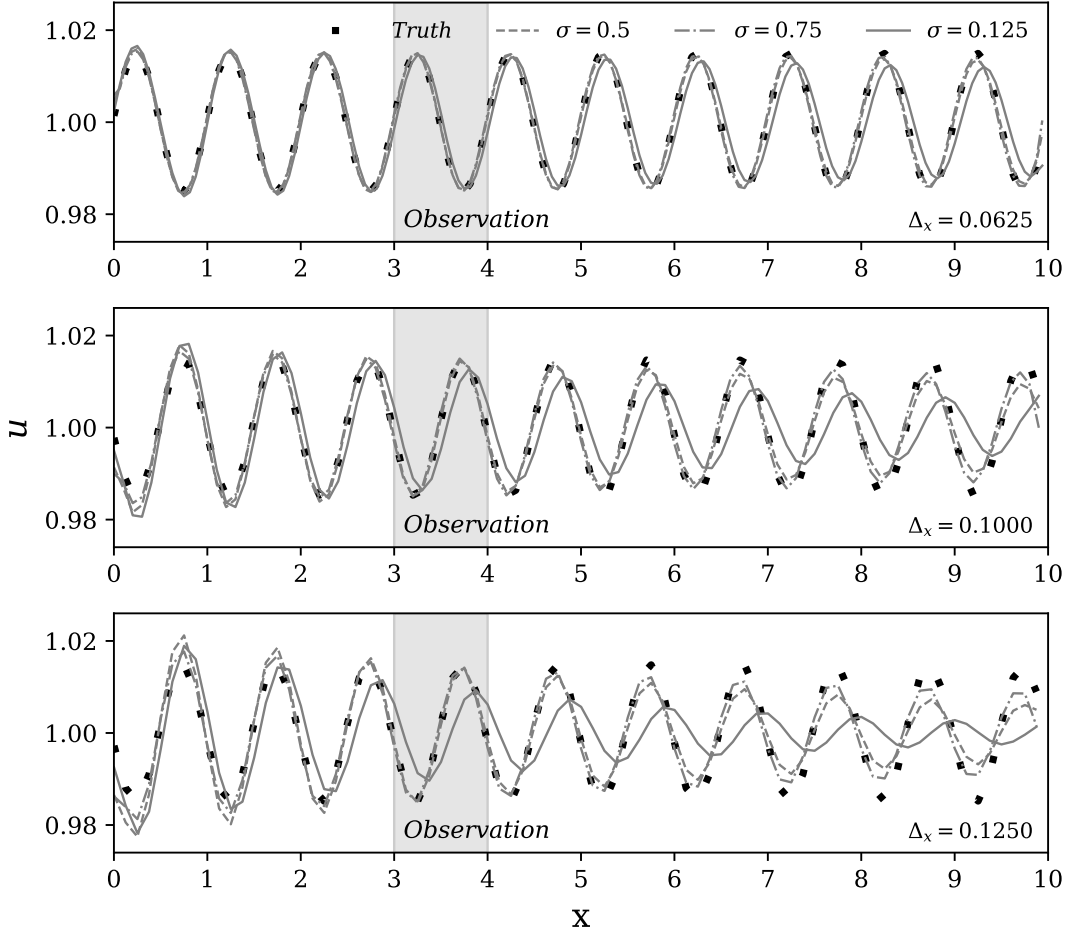 1.02
1.00
0.98
Truth σ = 0.5 σ = 0.75 σ = 0.125
Observation Δx = 0.0625
0 1 2 3 4 5 6 7 8 9 10
1.02
1.00
0.98
u
Observation Δx = 0.1000
0 1 2 3 4 5 6 7 8 9 10
1.02
1.00
0.98
Observation Δx = 0.1250
0 1 2 3 4 5 6 7 8 9 10
x